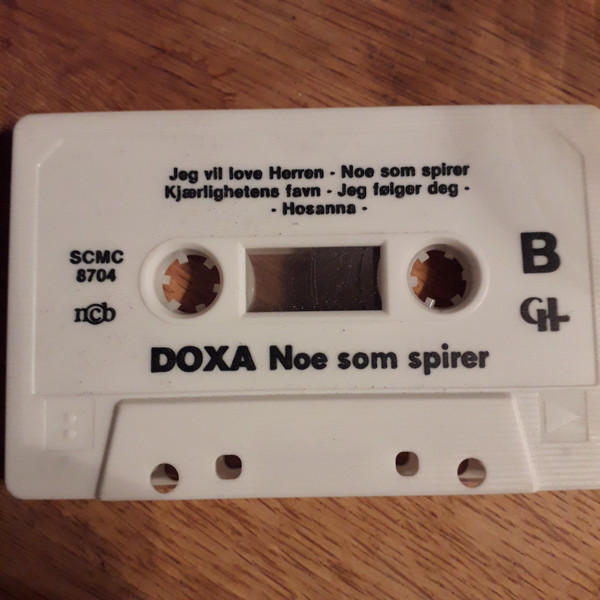 Jeg vil love Herren - Noe som spirer
Kjærlighetens favn - Jeg følger deg -
- Hosanna -
SCMC
8704
B
ncb
DOXA Noe som spirer